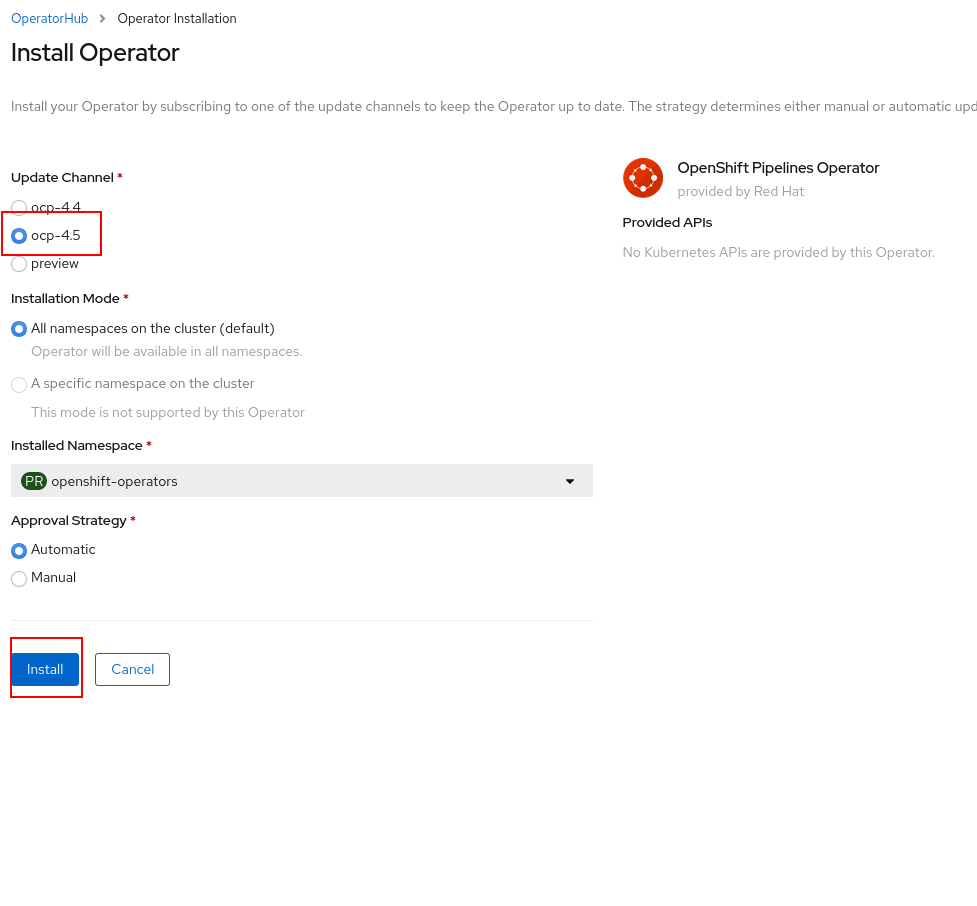 OperatorHub > Operator Installation
Install Operator
Install your Operator by subscribing to one of the update channels to keep the Operator up to date. The strategy determines either manual or automatic upd
Update Channel *
ocp-4.4
ocp-4.5
preview
Installation Mode *
All namespaces on the cluster (default)
Operator will be available in all namespaces.
A specific namespace on the cluster
This mode is not supported by this Operator
Installed Namespace *
PR openshift-operators
Approval Strategy *
Automatic
Manual
Install Cancel
OpenShift Pipelines Operator
provided by Red Hat
Provided APIs
No Kubernetes APIs are provided by this Operator.